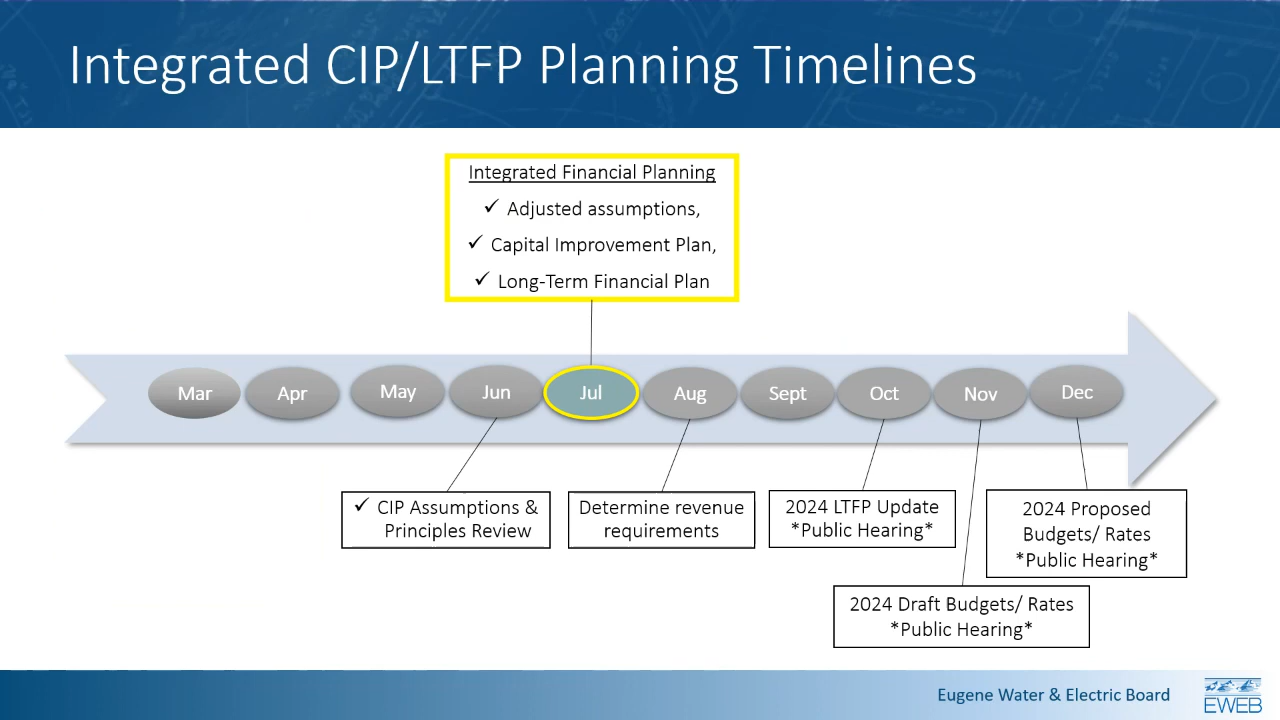 Integrated CIP/LTFP Planning Timelines
Integrated Financial Planning
✓ Adjusted assumptions,
✓ Capital Improvement Plan,
✓ Long-Term Financial Plan
Mar
Apr
May
Jun
Jul
Aug
Sept
Oct
Nov
Dec
✓ CIP Assumptions &
Principles Review
Determine revenue
requirements
2024 LTFP Update
*Public Hearing*
2024 Proposed
Budgets/ Rates
*Public Hearing*
2024 Draft Budgets/ Rates
*Public Hearing*
Eugene Water & Electric Board
EWEB